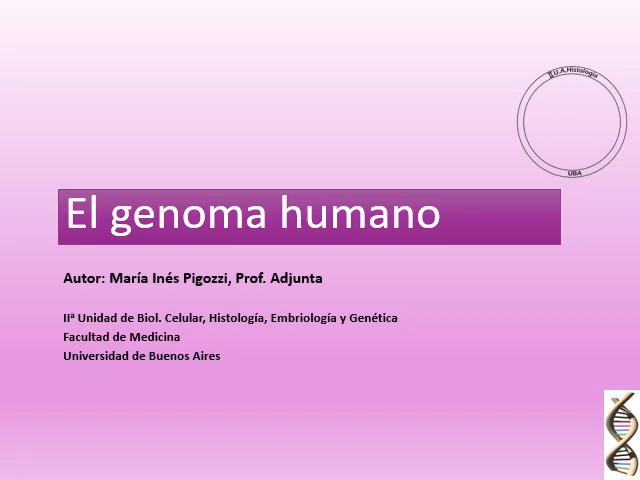 II U.A.Histología
UBA
El genoma humano
Autor: María Inés Pigozzi, Prof. Adjunta
IIª Unidad de Biol. Celular, Histología, Embriología y Genética
Facultad de Medicina
Universidad de Buenos Aires